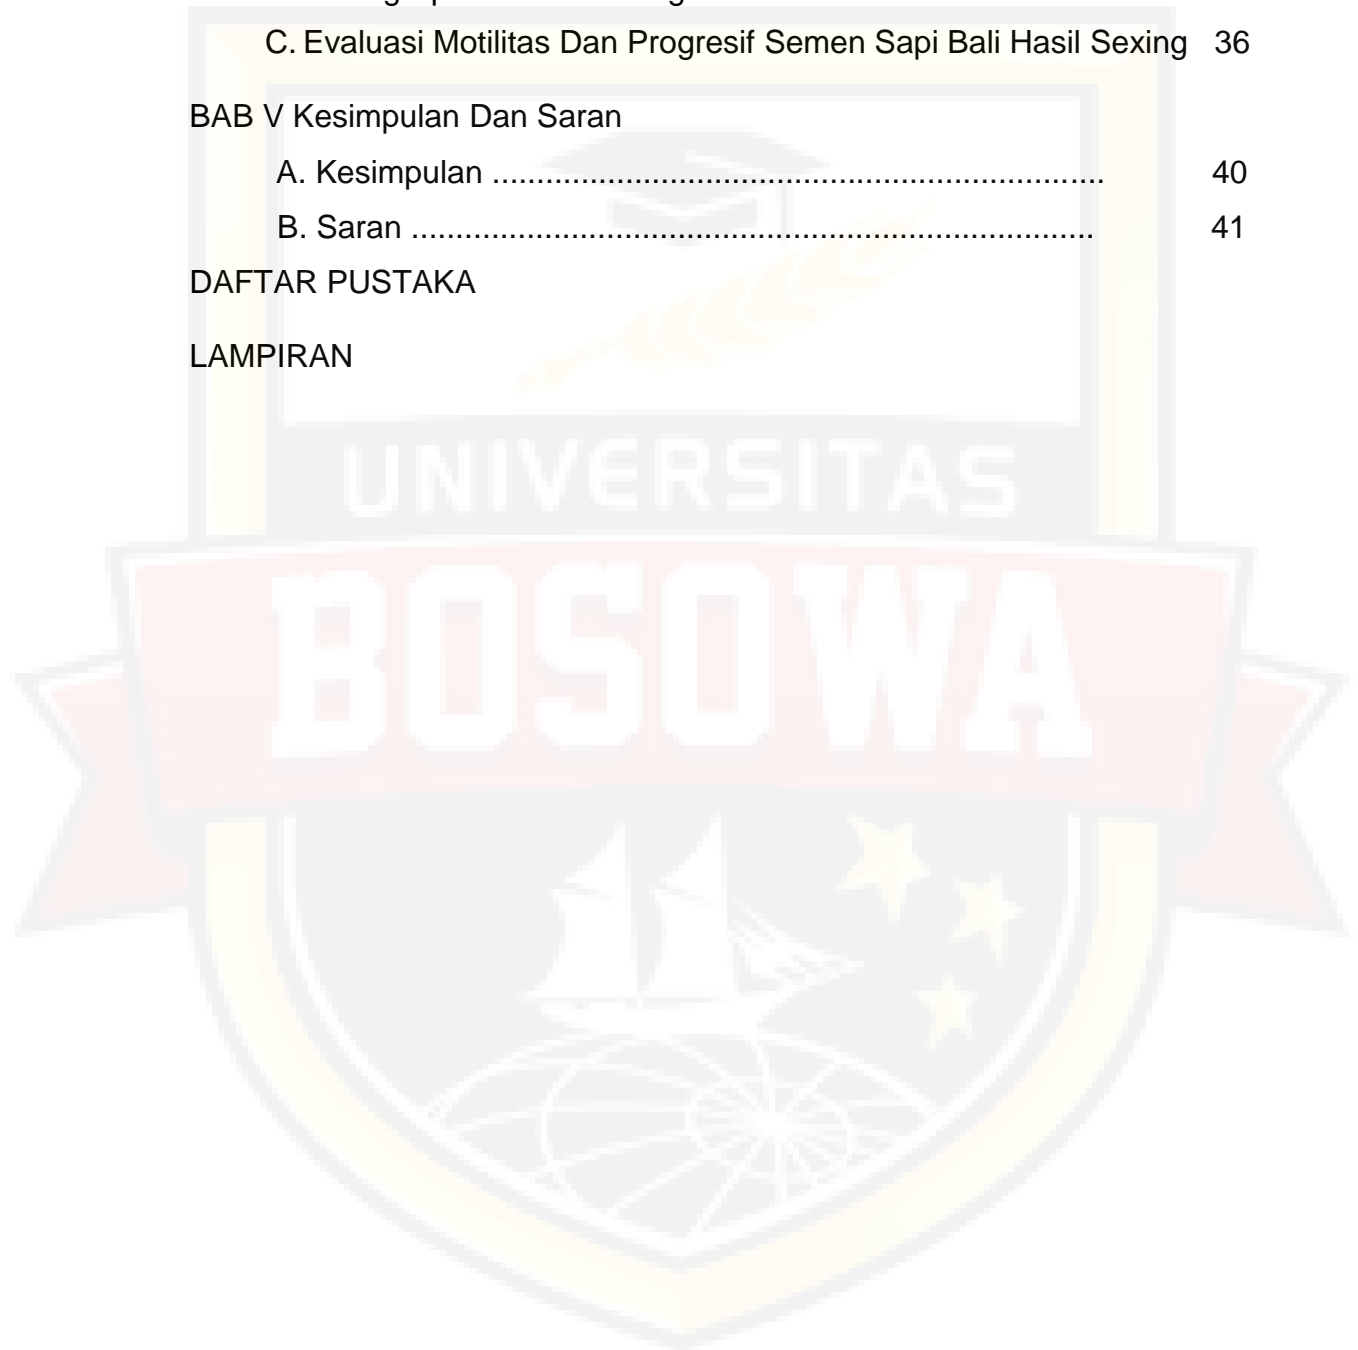 C. Evaluasi Motilitas Dan Progresif Semen Sapi Bali Hasil Sexing 36
BAB V Kesimpulan Dan Saran
A. Kesimpulan ..................................................................... 40
B. Saran ............................................................................. 41
DAFTAR PUSTAKA
LAMPIRAN
UNIVERSITAS
BOSOWA